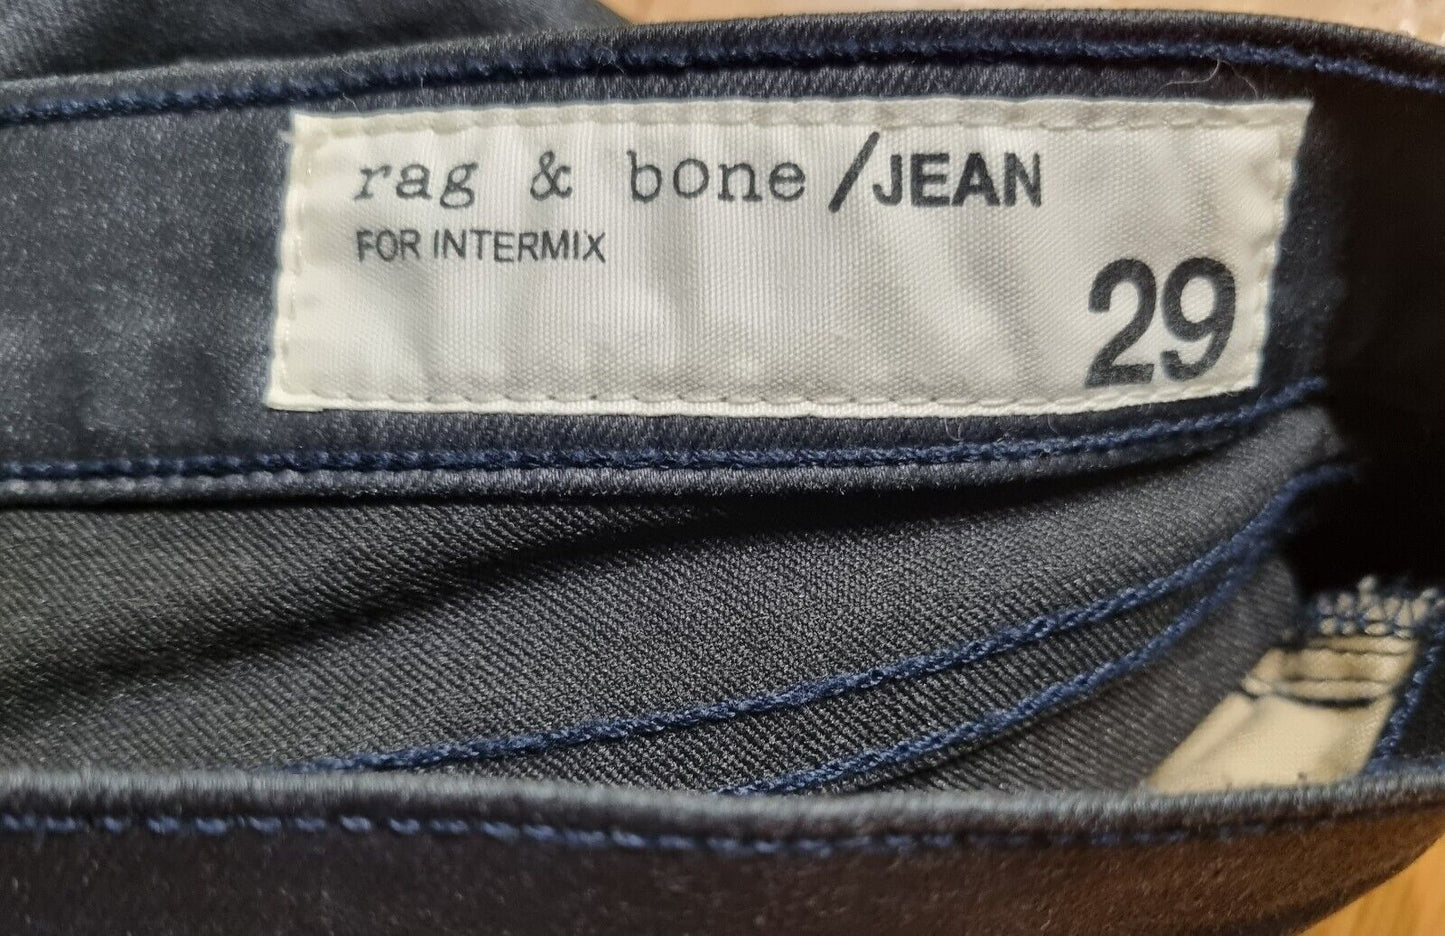 rag & bone/JEAN
FOR INTERMIX
29